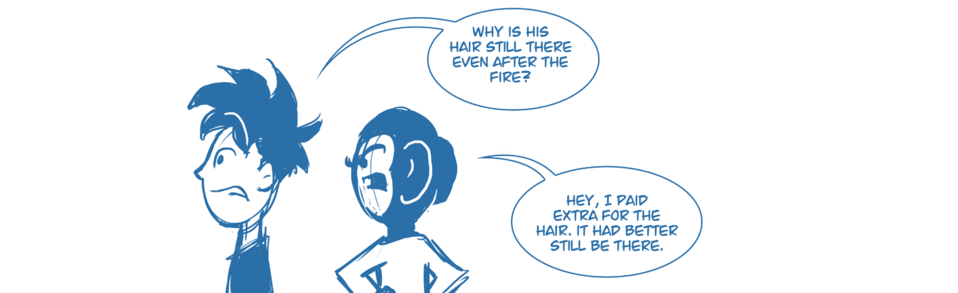 WHY IS HIS
HAIR STILL THERE
EVEN AFTER THE
FIRE?
HEY, I PAID
EXTRA FOR THE
HAIR. IT HAD BETTER
STILL BE THERE.